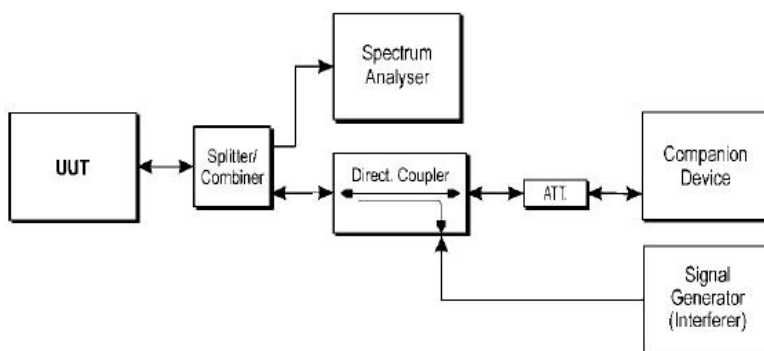 Spectrum
Analyser
UUT
Splitter/
Combiner
Direct. Coupler
ATT.
Companion
Device
Signal
Generator
(Interferer)